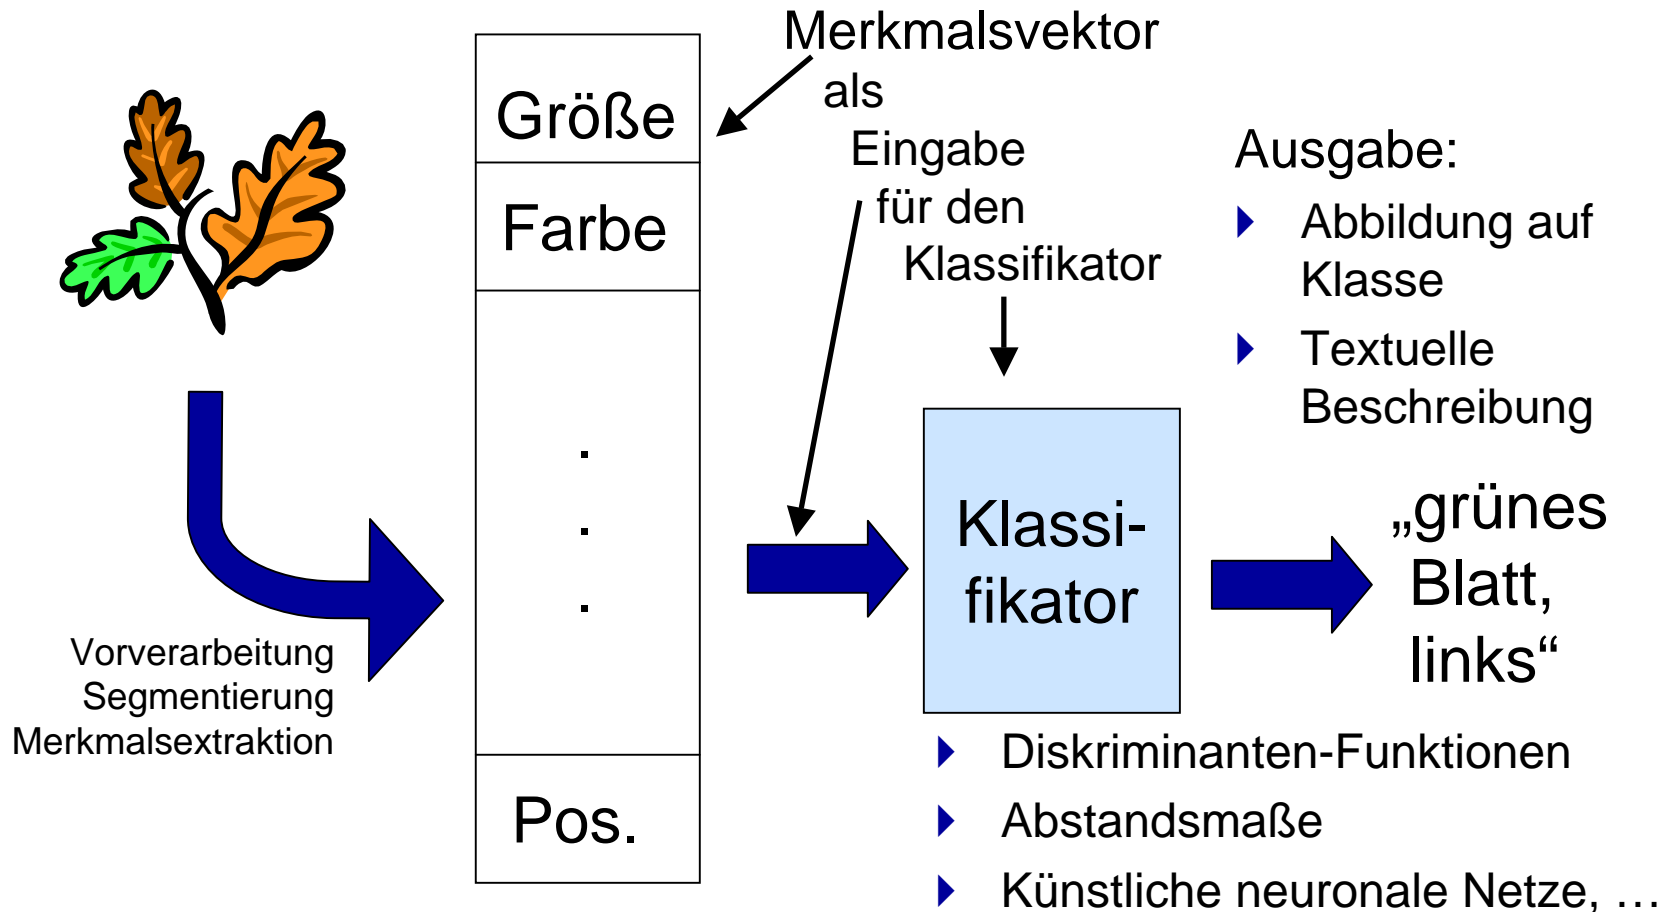 Merkmalsvektor
als
Eingabe
für den
Klassifikator
Größe
Farbe
.
.
.
Pos.
Vorverarbeitung
Segmentierung
Merkmalsextraktion
Klassi-
fikator
Ausgabe:
Abbildung auf
Klasse
Textuelle
Beschreibung
„grünes
Blatt,
links“
Diskriminanten-Funktionen
Abstandsmaße
Künstliche neuronale Netze, …